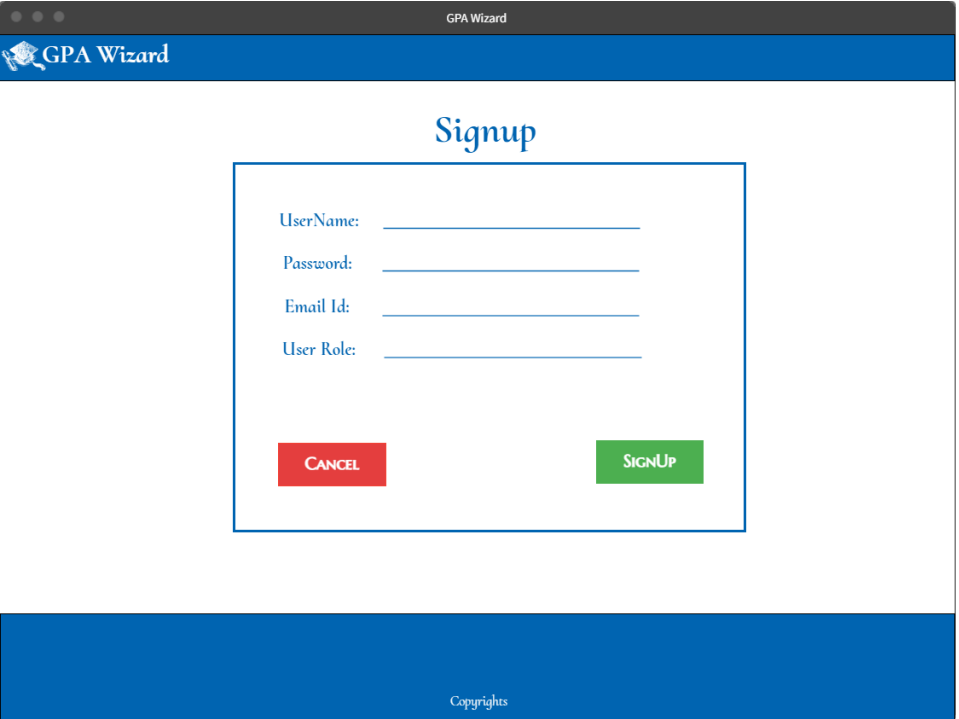 GPA Wizard
GPA Wizard
Signup
UserName:
Password:
Email Id:
User Role:
Cancel SignUp
Copyrights